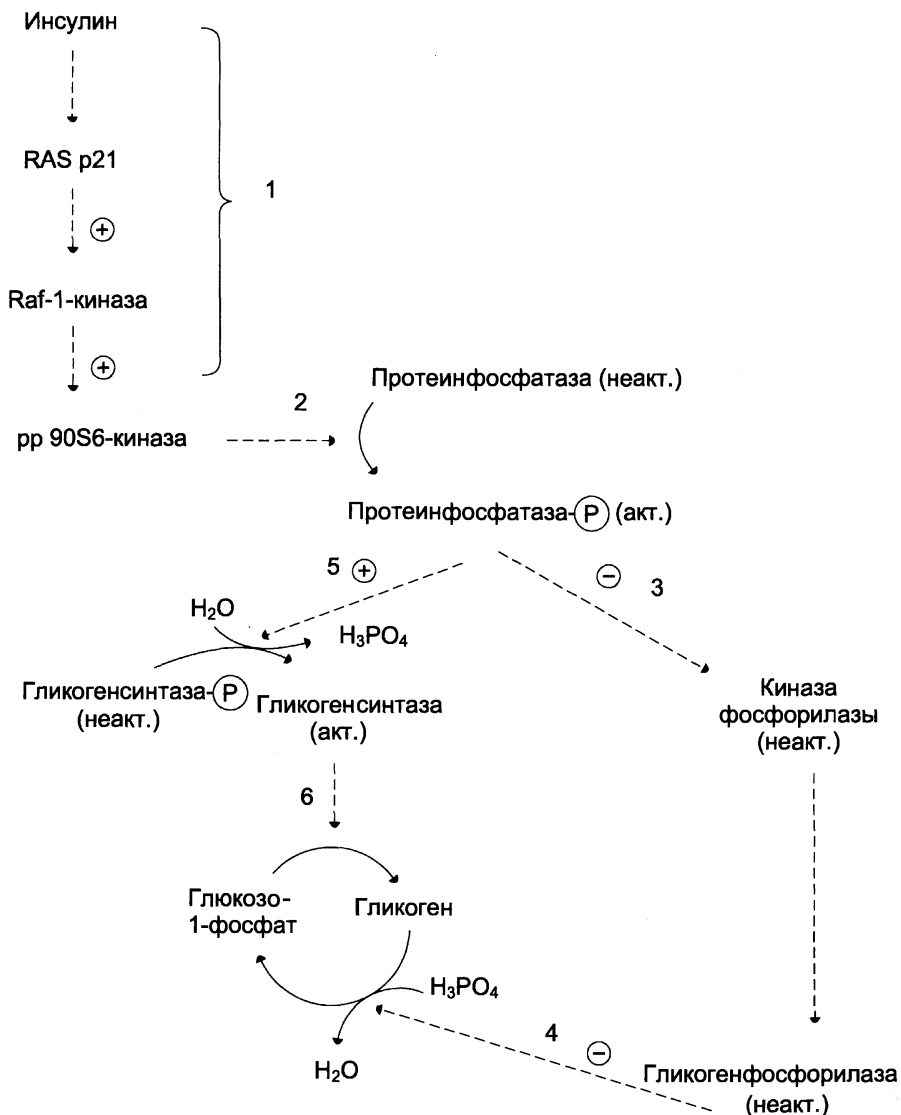 Инсулин
RAS p21
1
+
Raf-1-киназа
+
Протеинфосфатаза (неакт.)
2
pp 90S6-киназа
Протеинфосфатаза-P (акт.)
5 +
− 3
H₂O
H₃PO₄
Гликогенсинтаза-P
(неакт.)
Гликогенсинтаза
(акт.)
Киназа
фосфорилазы
(неакт.)
6
Глюкозо-
1-фосфат
Гликоген
H₃PO₄
4 −
H₂O
Гликогенфосфорилаза
(неакт.)